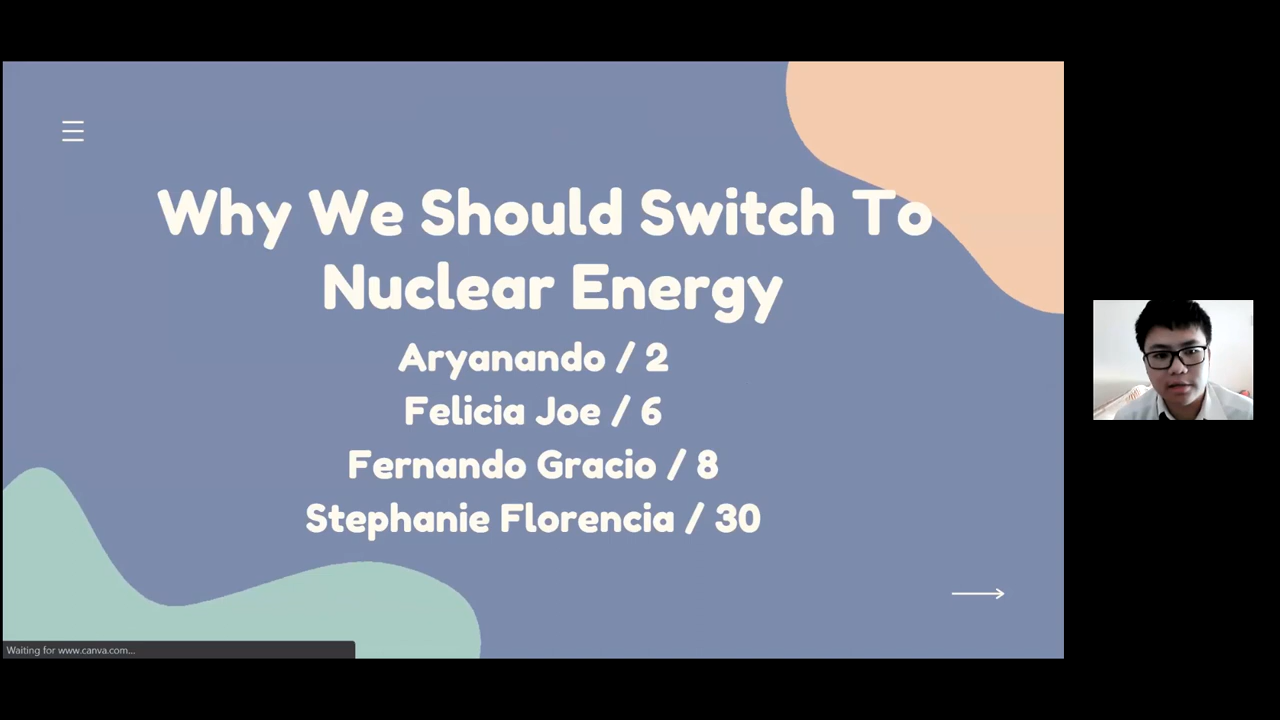 Why We Should Switch To
Nuclear Energy
Aryanando / 2
Felicia Joe / 6
Fernando Gracio / 8
Stephanie Florencia / 30
Waiting for www.canva.com...